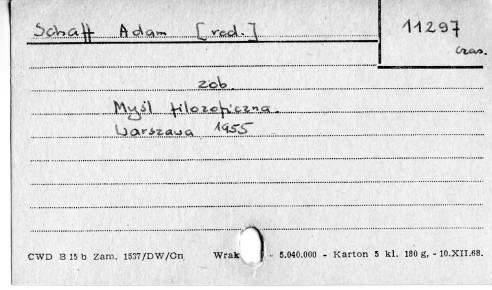 Schaff Adam [red.]
11297
czas.
zob.
Myśl filozoficzna.
Warszawa 1955
CWD B 15 b Zam. 1527/DW/On Wrak - 5.040.000 - Karton 5 kl. 180 g, - 10.XII.68.